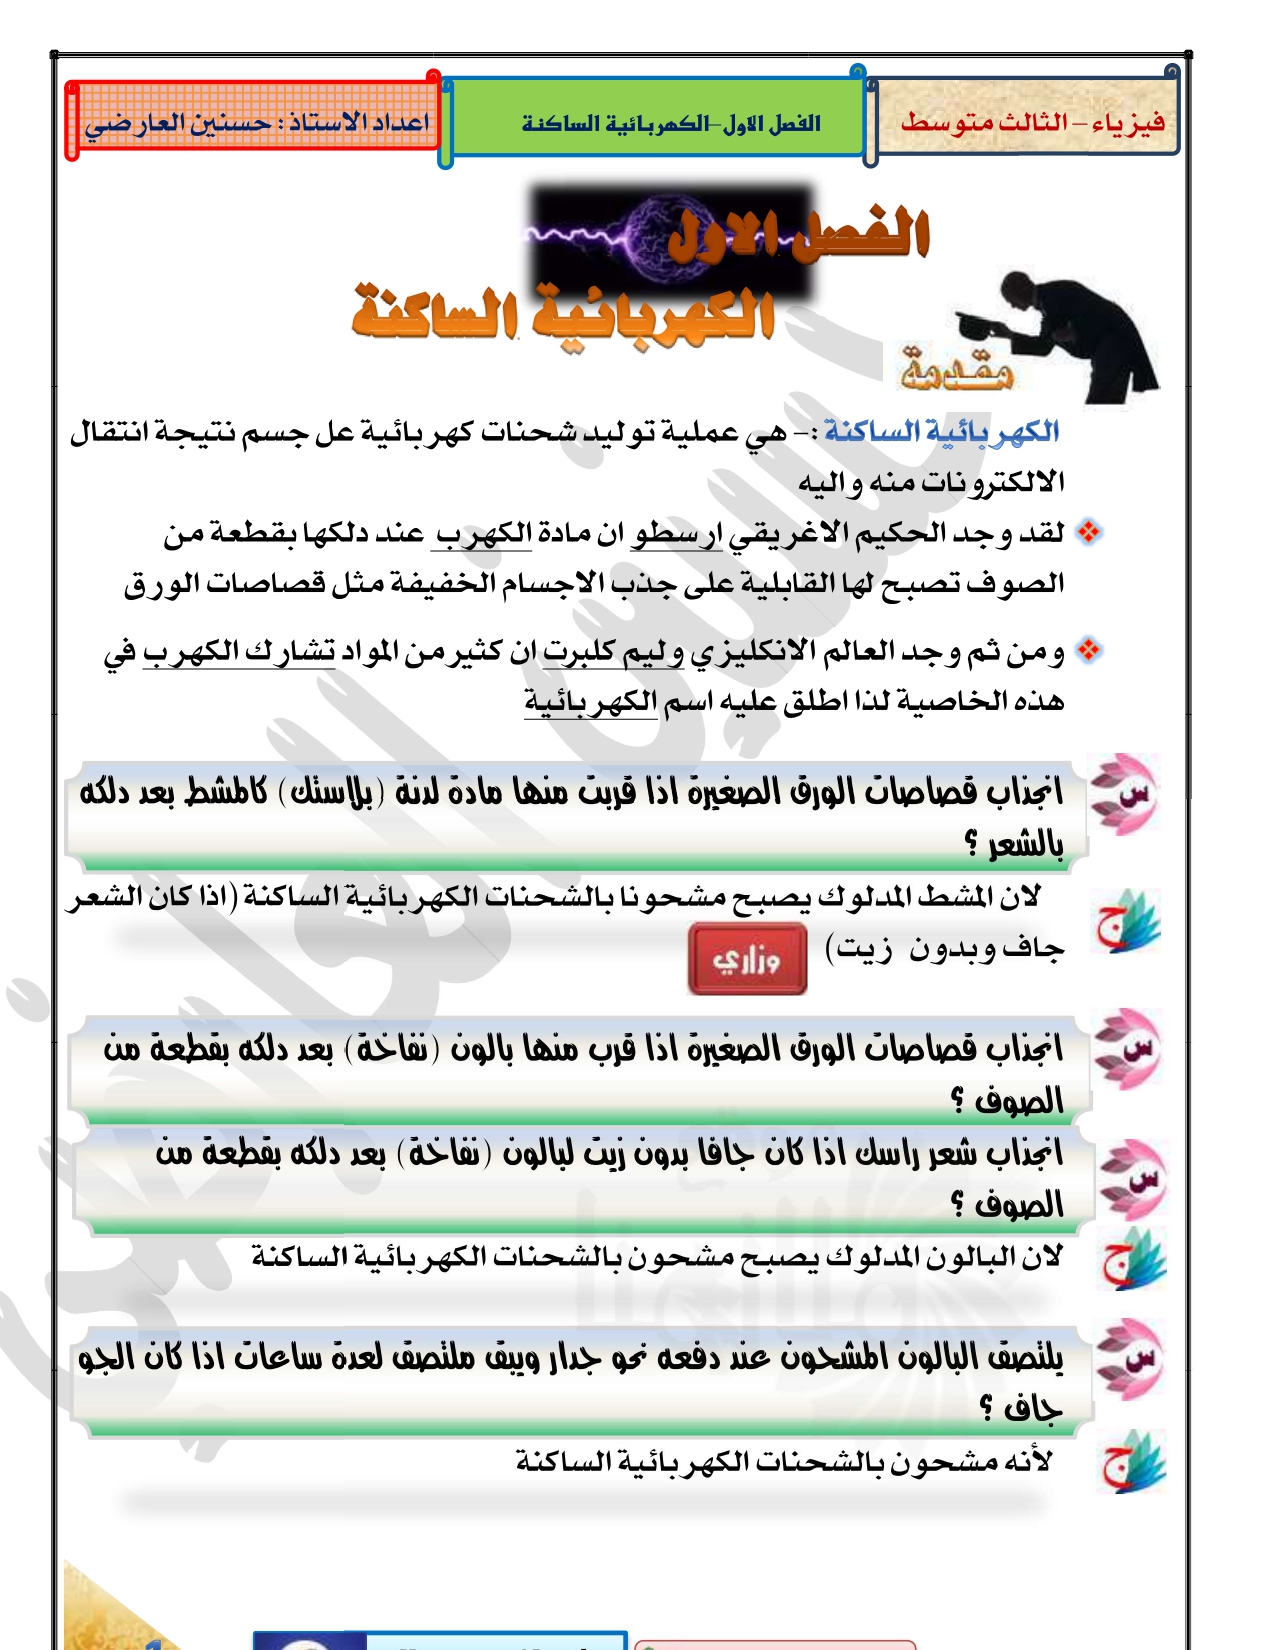 فيزياء – الثالث متوسط
الفصل الاول–الكهربائية الساكنة
اعداد الاستاذ : حسنين العارضي
الفصل الاول
الكهربائية الساكنة
مقدمة
الكهربائية الساكنة :– هي عملية توليد شحنات كهربائية عل جسم نتيجة انتقال
الالكترونات منه واليه
لقد وجد الحكيم الاغريقي ارسطو ان مادة الكهرب عند دلكها بقطعة من
الصوف تصبح لها القابلية على جذب الاجسام الخفيفة مثل قصاصات الورق
ومن ثم وجد العالم الانكليزي وليم كلبرت ان كثير من المواد تشارك الكهرب في
هذه الخاصية لذا اطلق عليه اسم الكهربائية
س
انجذاب قصاصات الورق الصغيرة اذا قربت منها مادة لدنة (بلاستك) كالمشط بعد دلكه
بالشعر ؟
ج
لان المشط المدلوك يصبح مشحونا بالشحنات الكهربائية الساكنة (اذا كان الشعر
جاف وبدون زيت)
وزاري
س
انجذاب قصاصات الورق الصغيرة اذا قرب منها بالون (نفاخة) بعد دلكه بقطعة من
الصوف ؟
س
انجذاب شعر راسك اذا كان جافا بدون زيت لبالون (نفاخة) بعد دلكه بقطعة من
الصوف ؟
ج
لان البالون المدلوك يصبح مشحون بالشحنات الكهربائية الساكنة
س
يلتصق البالون المشحون عند دفعه نحو جدار ويبق ملتصق لعدة ساعات اذا كان الجو
جاف ؟
ج
لأنه مشحون بالشحنات الكهربائية الساكنة